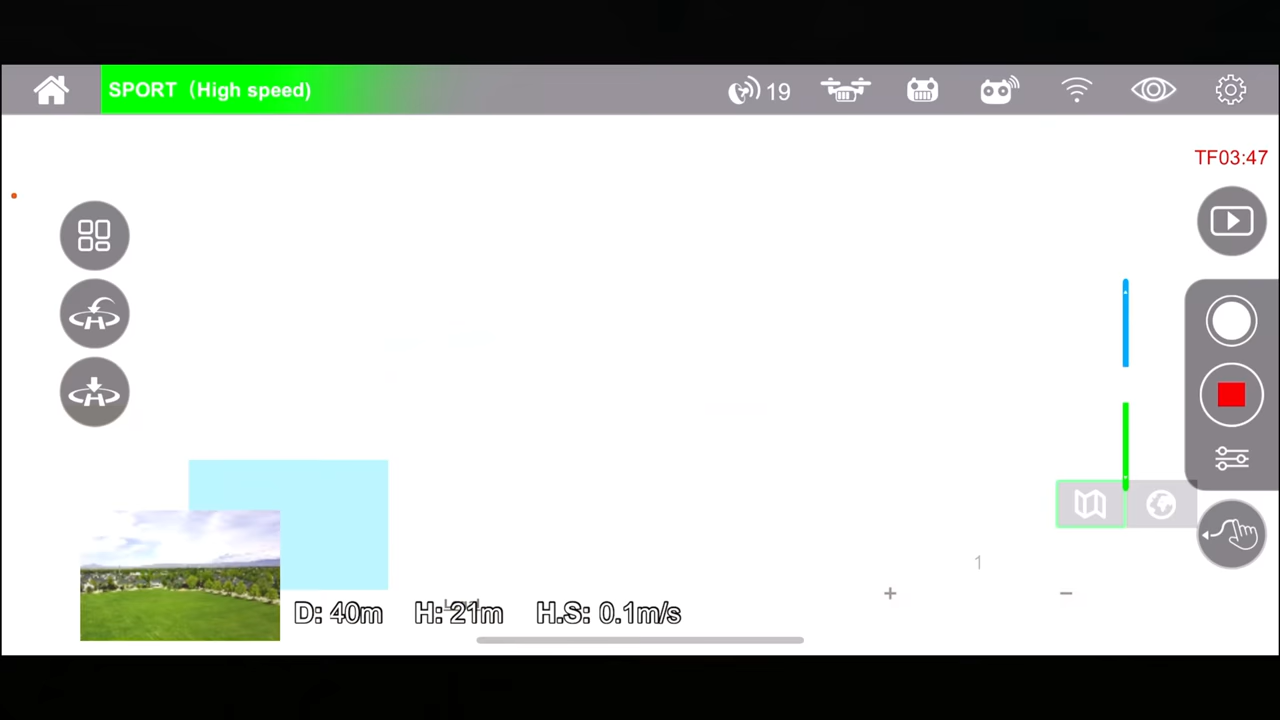 SPORT (High speed)
19
TF03:47
1
+ −
D: 40m H: 21m H.S: 0.1m/s